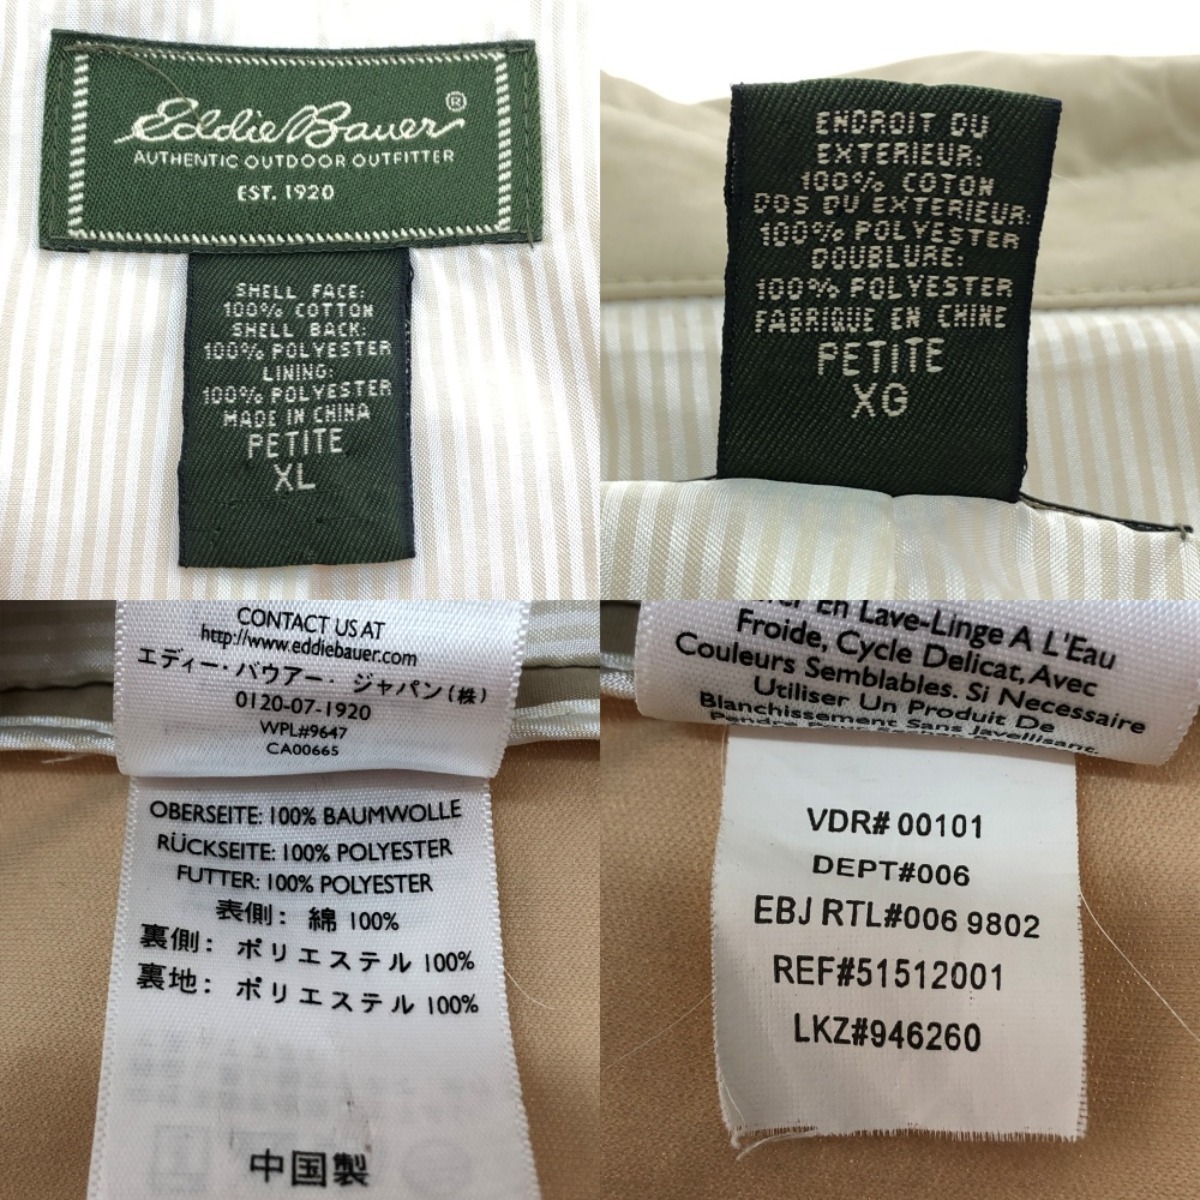 Eddie Bauer®
AUTHENTIC OUTDOOR OUTFITTER
EST. 1920
SHELL FACE:
100% COTTON
SHELL BACK:
100% POLYESTER
LINING:
100% POLYESTER
MADE IN CHINA
PETITE
XL
ENDROIT DU
EXTERIEUR:
100% COTON
DOS DU EXTERIEUR:
100% POLYESTER
DOUBLURE:
100% POLYESTER
FABRIQUE EN CHINE
PETITE
XG
CONTACT US AT
http://www.eddiebauer.com
エディー・バウアー・ジャパン(株)
0120-07-1920
WPL#9647
CA00665
OBERSEITE: 100% BAUMWOLLE
RÜCKSEITE: 100% POLYESTER
FUTTER: 100% POLYESTER
表側: 綿 100%
裏側: ポリエステル 100%
裏地: ポリエステル 100%
中国製
En Lave-Linge A L'Eau
Froide, Cycle Delicat, Avec
Couleurs Semblables. Si Necessaire
Utiliser Un Produit De
Blanchissement Sans Javellisant.
VDR# 00101
DEPT#006
EBJ RTL#006 9802
REF#51512001
LKZ#946260